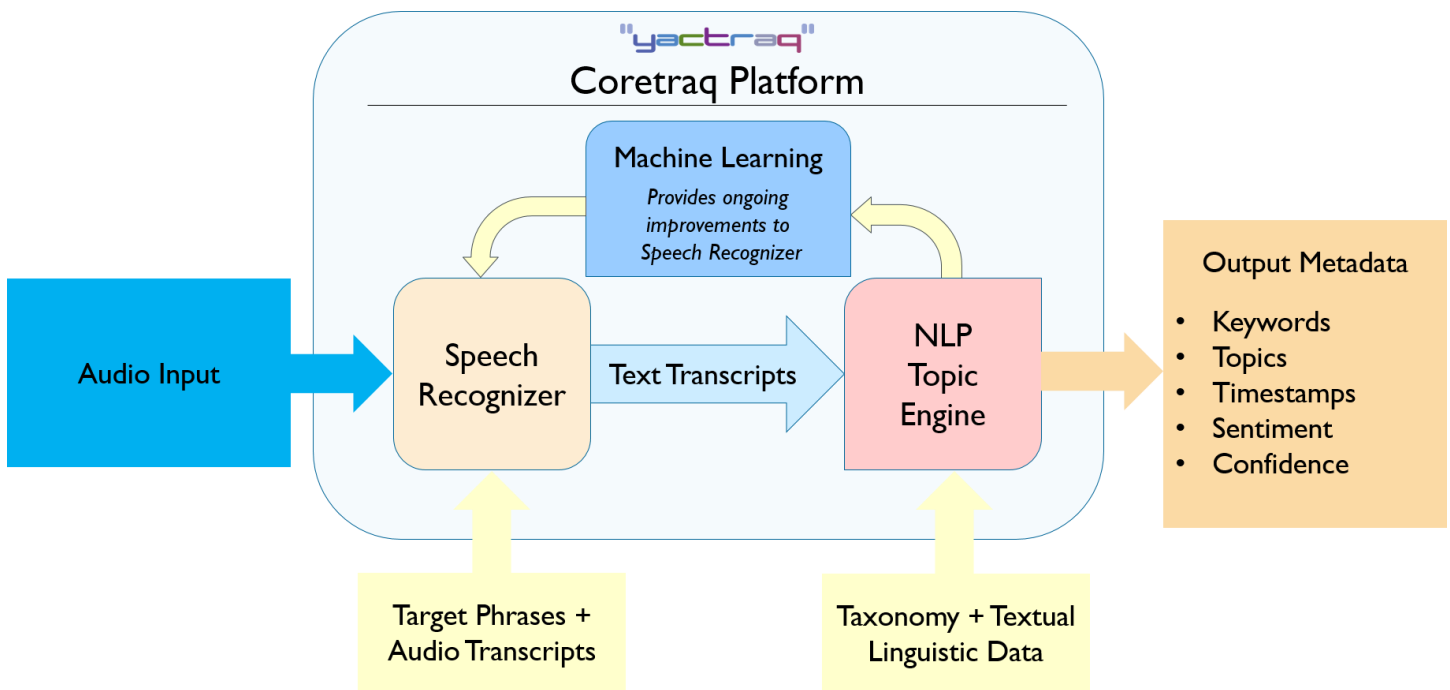 "yactraq"
Coretraq Platform
Machine Learning
Provides ongoing
improvements to
Speech Recognizer
Audio Input
Speech
Recognizer
Text Transcripts
NLP
Topic
Engine
Output Metadata
• Keywords
• Topics
• Timestamps
• Sentiment
• Confidence
Target Phrases +
Audio Transcripts
Taxonomy + Textual
Linguistic Data